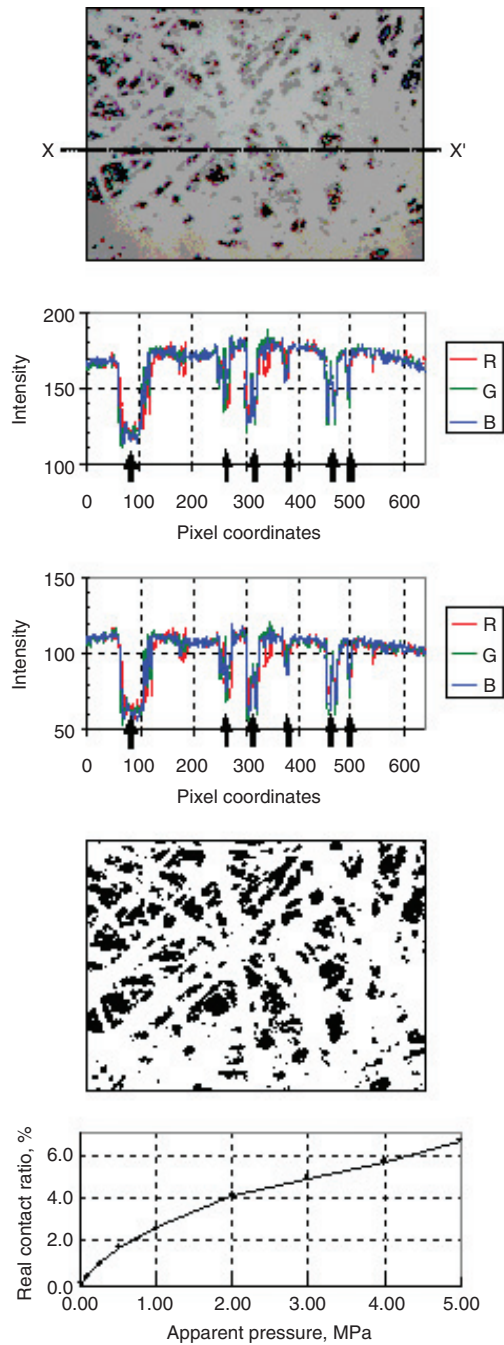 X X'
200
150
100
Intensity
R
G
B
0 100 200 300 400 500 600
Pixel coordinates
150
100
50
Intensity
R
G
B
0 100 200 300 400 500 600
Pixel coordinates
Real contact ratio, %
6.0
4.0
2.0
0.0
0.00 1.00 2.00 3.00 4.00 5.00
Apparent pressure, MPa